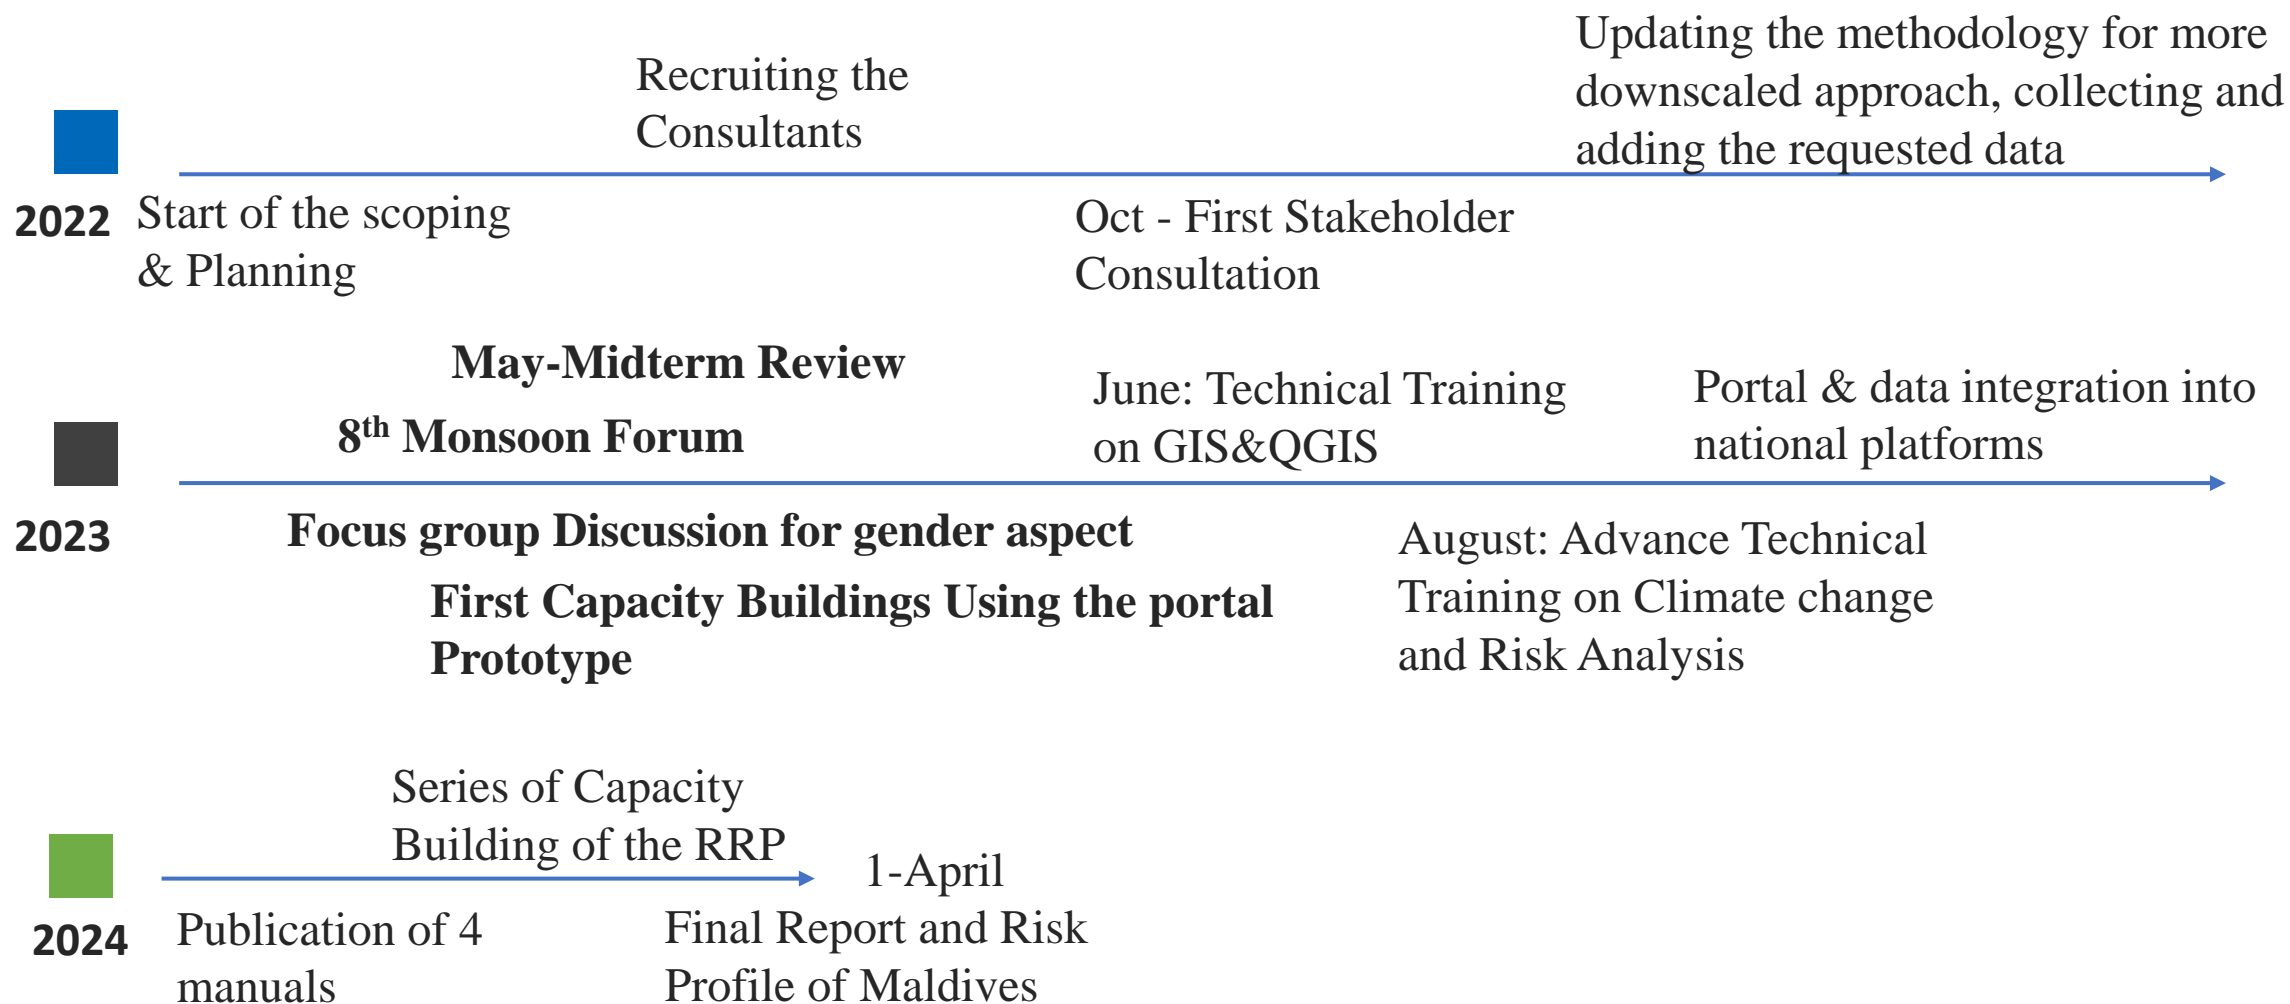 Updating the methodology for more
downscaled approach, collecting and
adding the requested data
Recruiting the
Consultants
2022
Start of the scoping
& Planning
Oct - First Stakeholder
Consultation
May-Midterm Review
8th Monsoon Forum
June: Technical Training
on GIS&QGIS
Portal & data integration into
national platforms
2023
Focus group Discussion for gender aspect
First Capacity Buildings Using the portal
Prototype
August: Advance Technical
Training on Climate change
and Risk Analysis
Series of Capacity
Building of the RRP
1-April
2024
Publication of 4
manuals
Final Report and Risk
Profile of Maldives